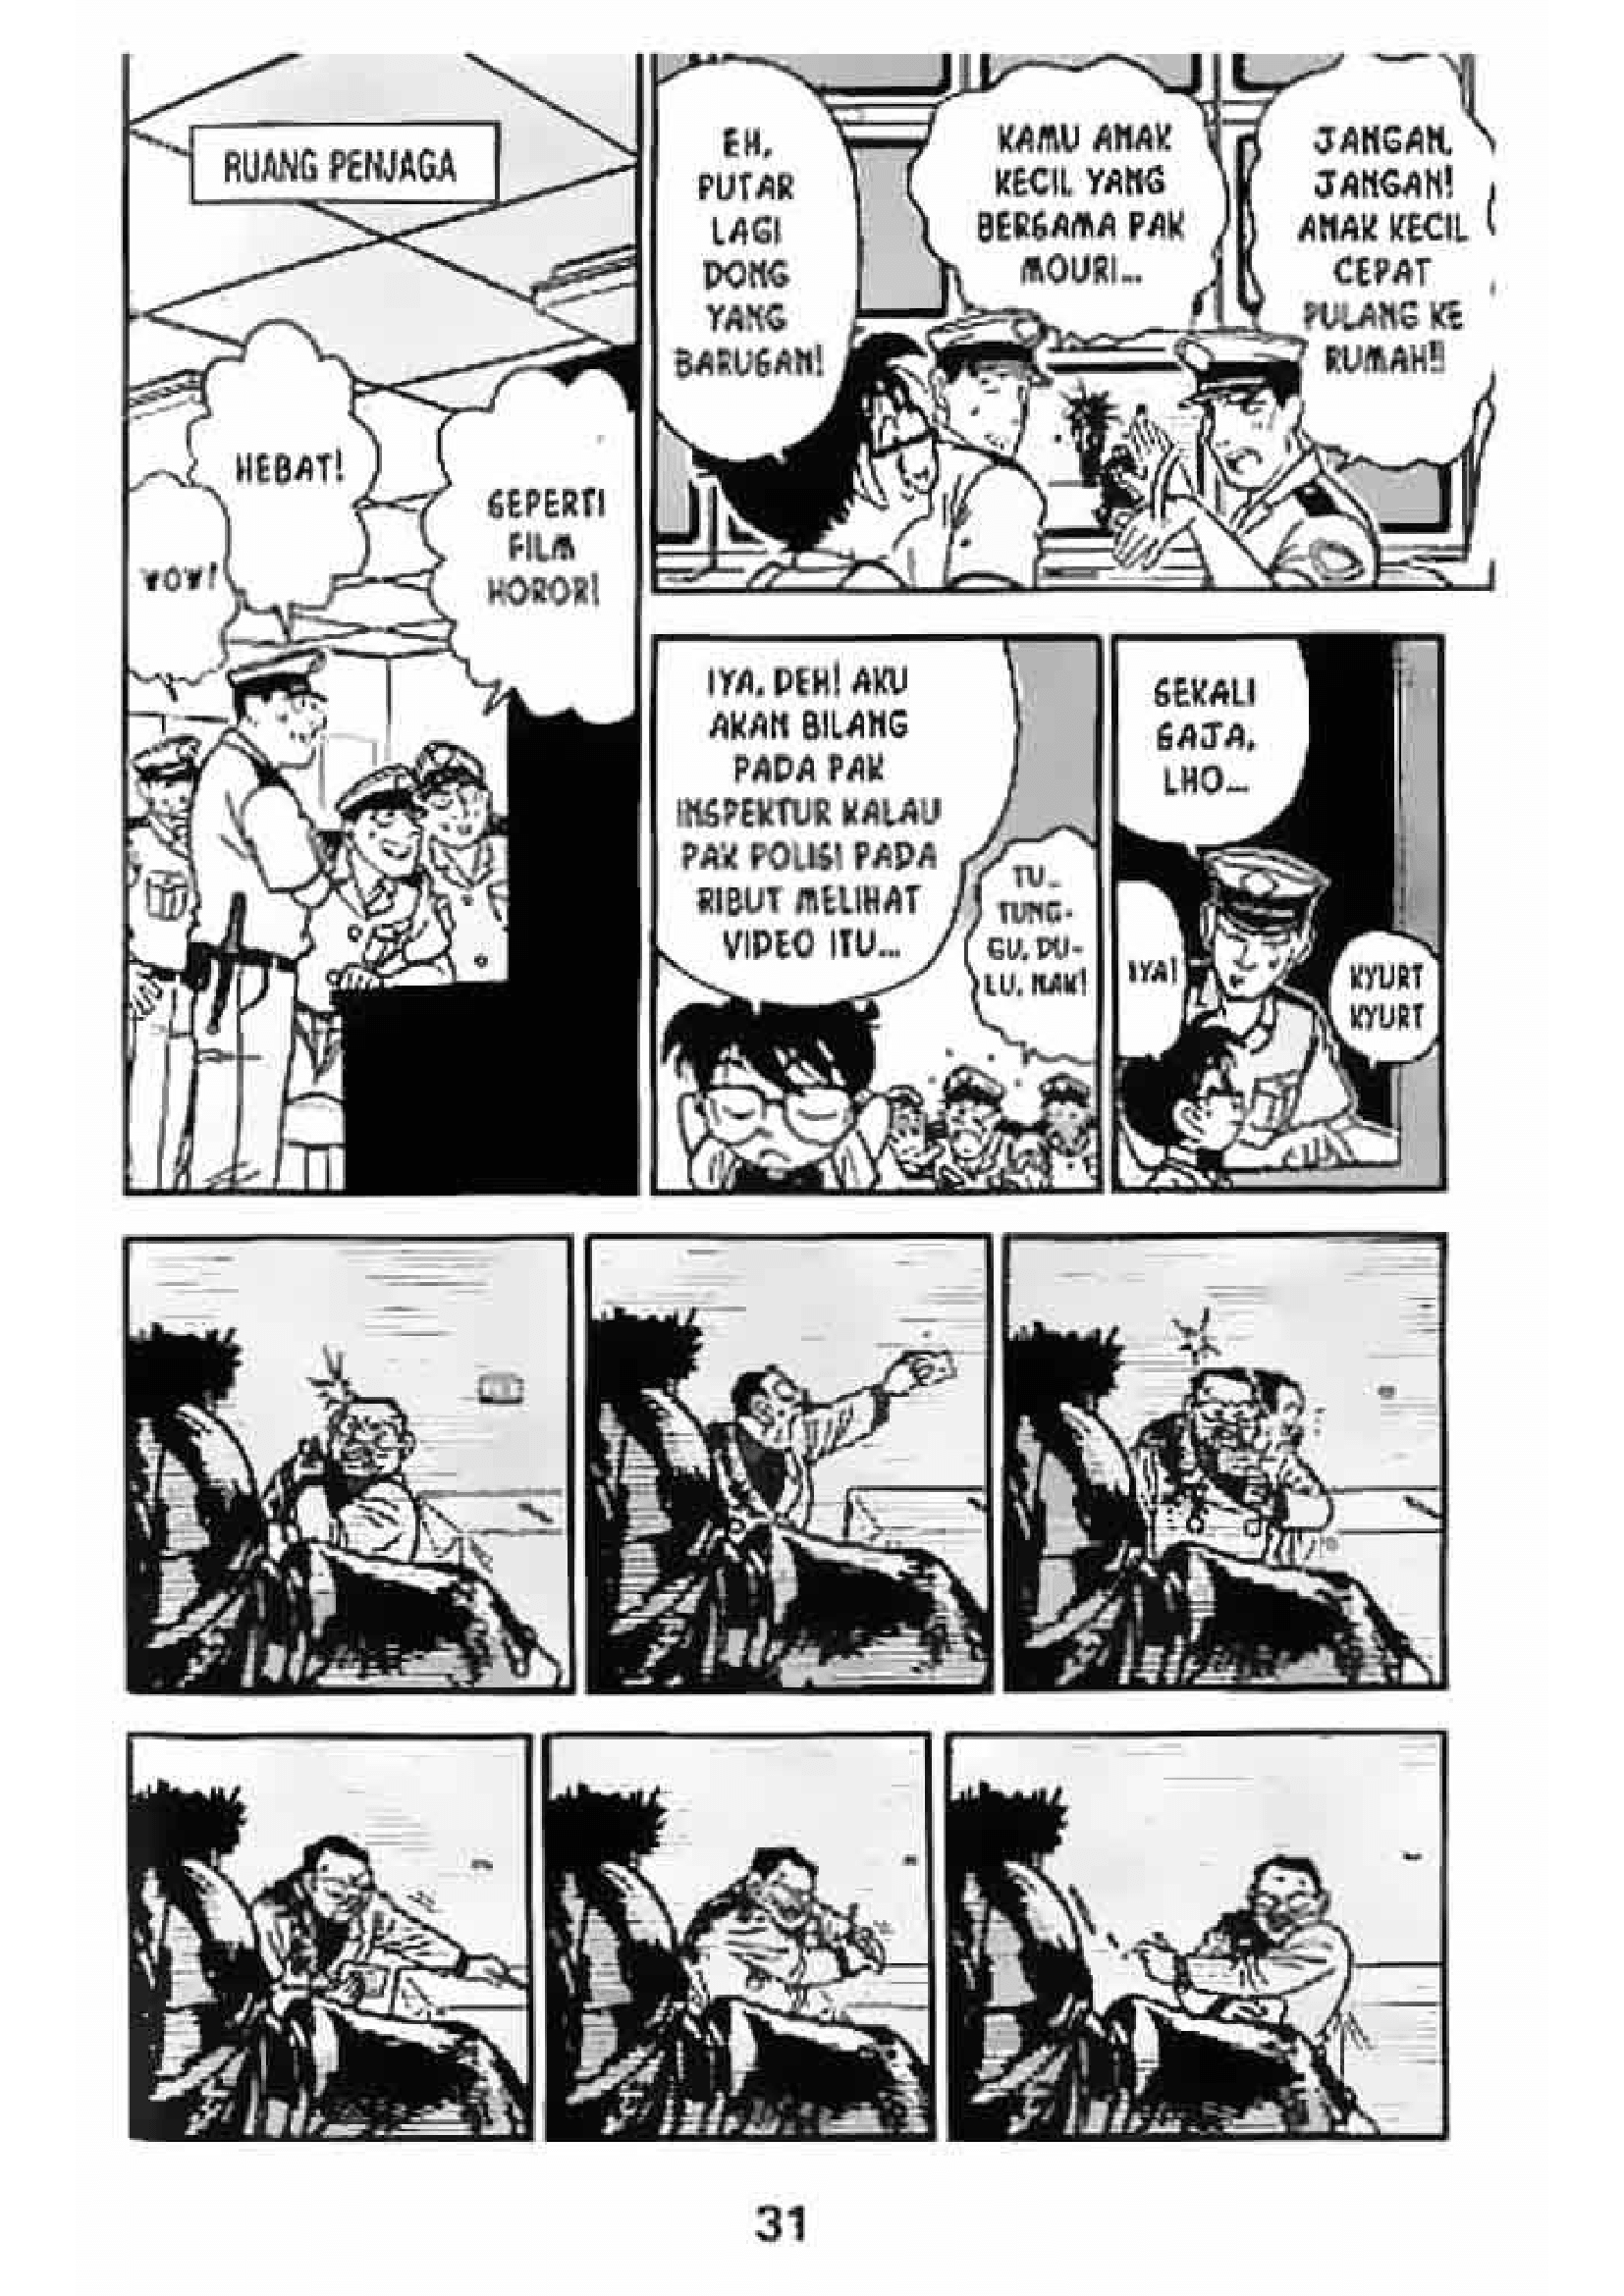 RUANG PENJAGA
WOW!
HEBAT!
SEPERTI
FILM
HOROR!
EH,
PUTAR
LAGI
DONG
YANG
BARUSAN!
KAMU ANAK
KECIL YANG
BERSAMA PAK
MOURI...
JANGAN,
JANGAN!
ANAK KECIL
CEPAT
PULANG KE
RUMAH!!
IYA, DEH! AKU
AKAN BILANG
PADA PAK
INSPEKTUR KALAU
PAK POLISI PADA
RIBUT MELIHAT
VIDEO ITU...
TU..
TUNG-
GU, DU-
LU, NAK!
SEKALI
SAJA,
LHO...
IYA!
KYURT
KYURT
31